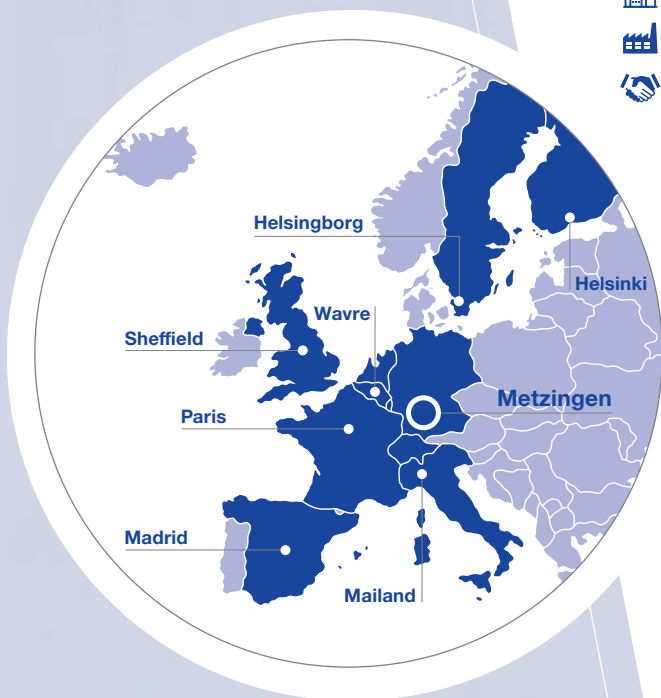 Helsingborg
Helsinki
Wavre
Sheffield
Metzingen
Paris
Madrid
Mailand